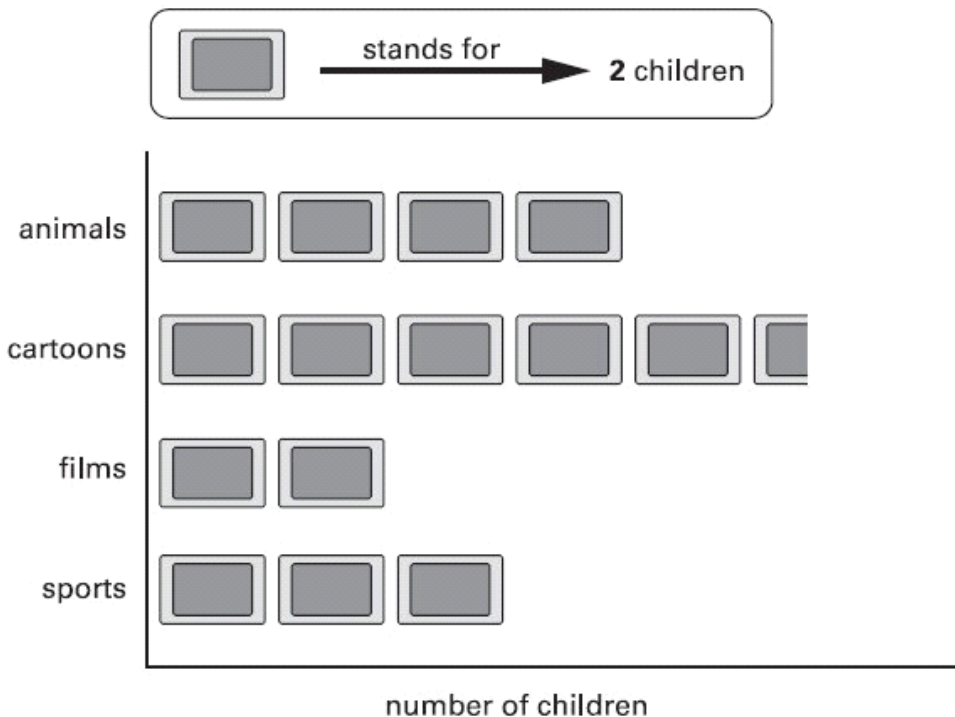 stands for
2 children
animals
cartoons
films
sports
number of children